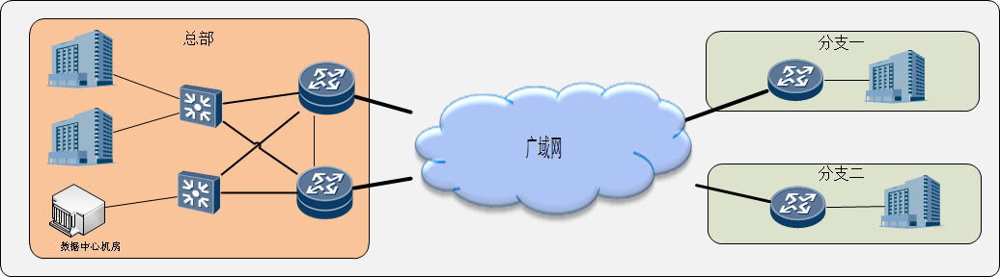 总部
数据中心机房
广域网
分支一
分支二